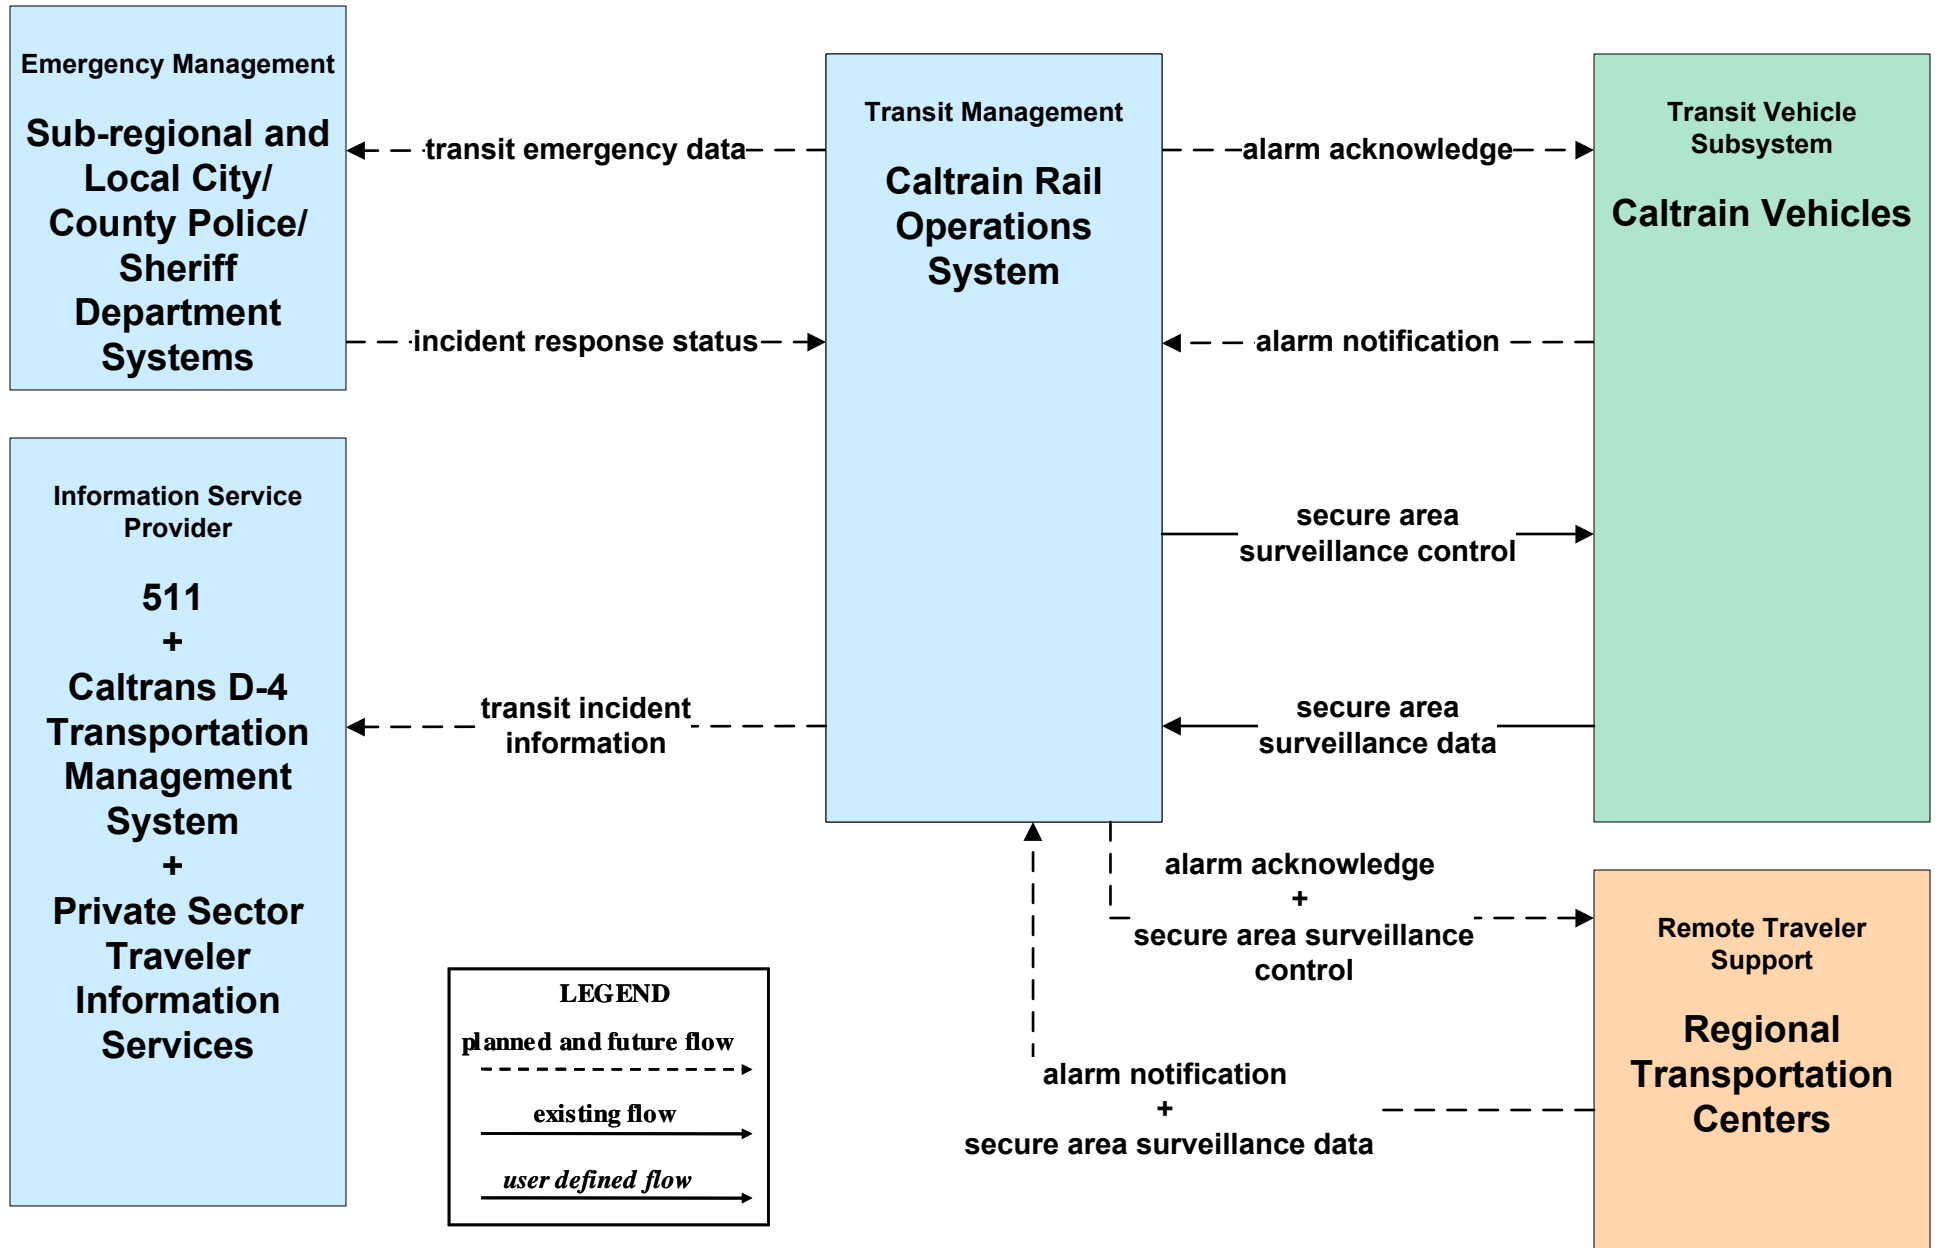 Emergency Management
Sub-regional and
Local City/
County Police/
Sheriff
Department
Systems
Information Service
Provider
511
+
Caltrans D-4
Transportation
Management
System
+
Private Sector
Traveler
Information
Services
transit emergency data
incident response status
transit incident
information
Transit Management
Caltrain Rail
Operations
System
alarm acknowledge
alarm notification
secure area
surveillance control
secure area
surveillance data
Transit Vehicle
Subsystem
Caltrain Vehicles
alarm acknowledge
+
secure area surveillance
control
alarm notification
+
secure area surveillance data
Remote Traveler
Support
Regional
Transportation
Centers
LEGEND
planned and future flow
existing flow
user defined flow